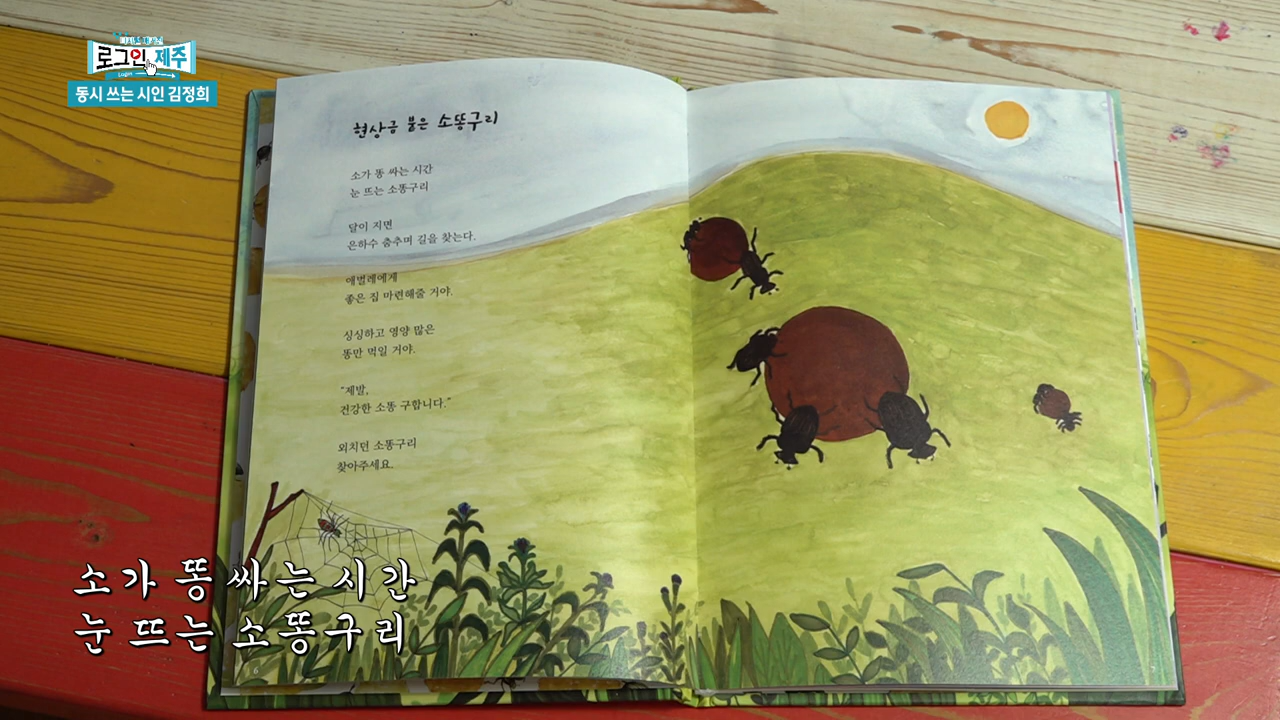 로그인 제주
Login
동시 쓰는 시인 김정희
현상금 붙은 소똥구리
소가 똥 싸는 시간
눈 뜨는 소똥구리
달이 지면
은하수 춤추며 길을 찾는다.
애벌레에게
좋은 집 마련해줄 거야.
싱싱하고 영양 많은
똥만 먹일 거야.
"제발,
건강한 소똥 구합니다."
외치던 소똥구리
찾아주세요.
6
소가 똥 싸는 시간
눈 뜨는 소똥구리